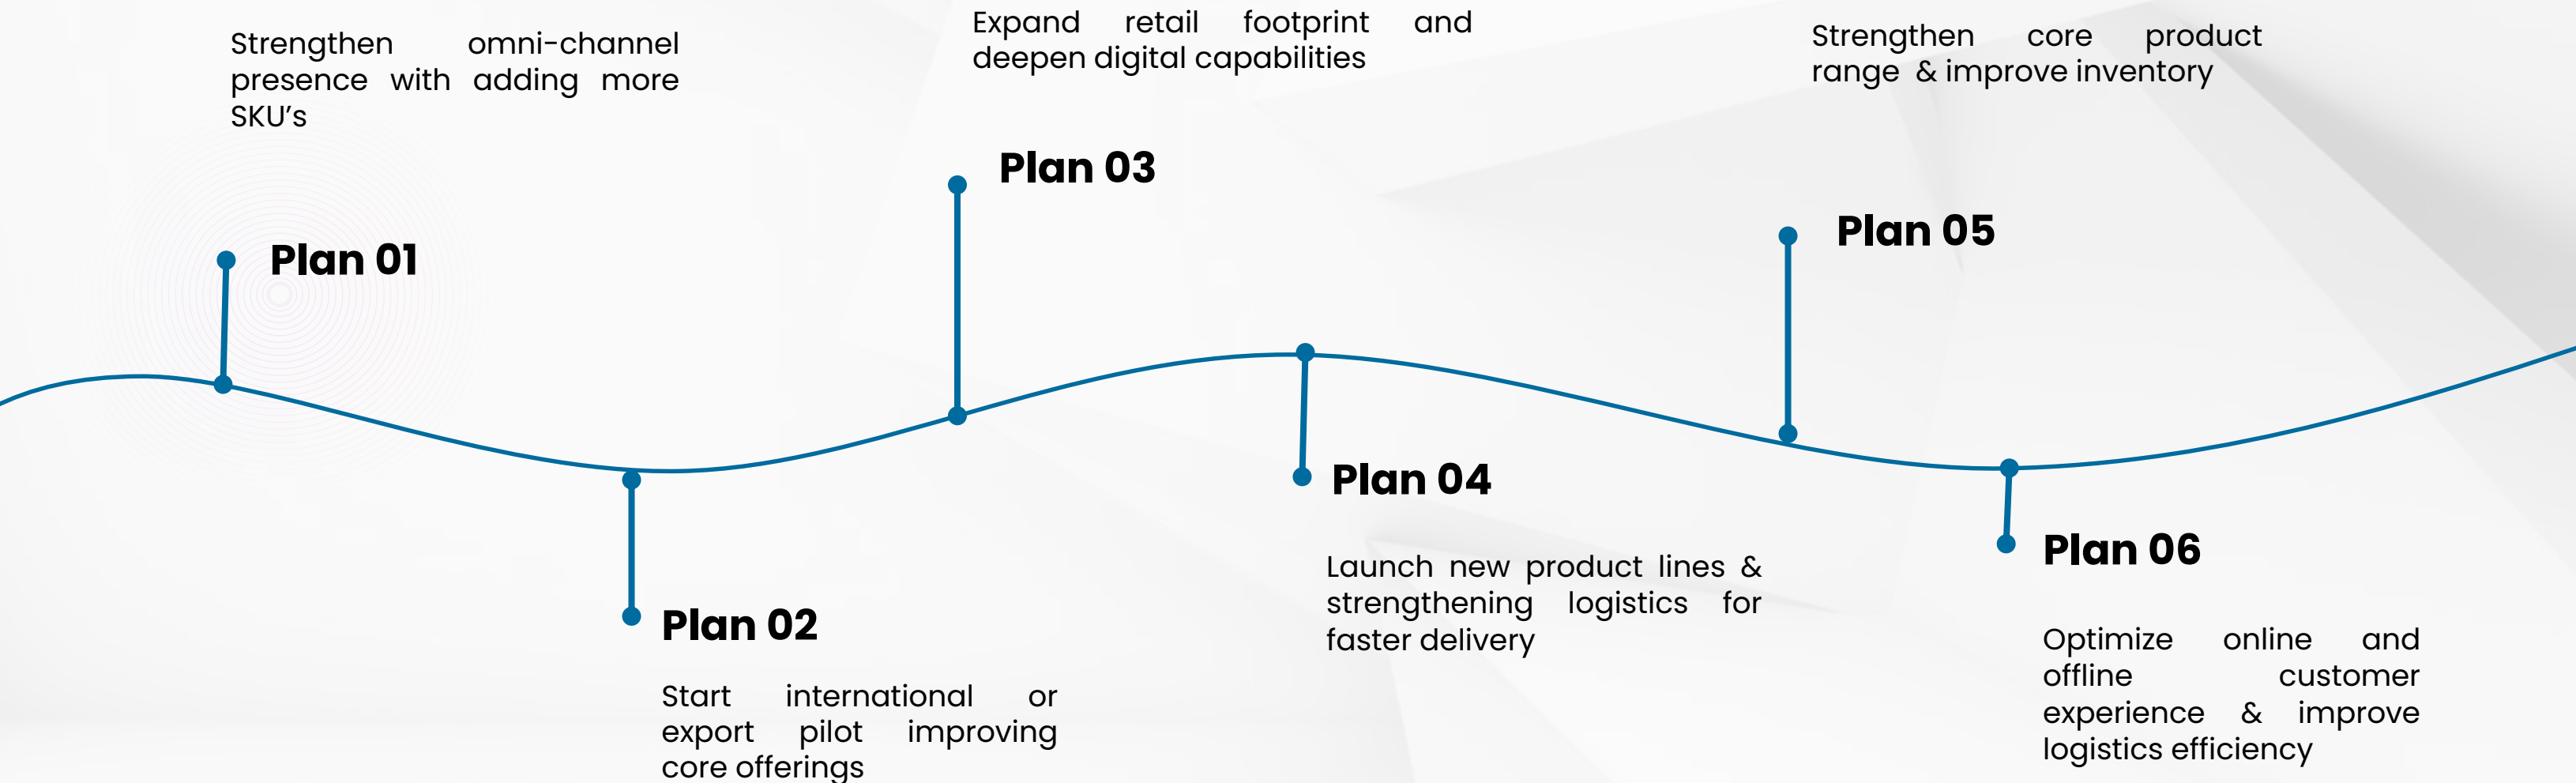 Strengthen omni-channel
presence with adding more
SKU’s
Plan 01
Plan 02
Start international or
export pilot improving
core offerings
Expand retail footprint and
deepen digital capabilities
Plan 03
Plan 04
Launch new product lines &
strengthening logistics for
faster delivery
Strengthen core product
range & improve inventory
Plan 05
Plan 06
Optimize online and
offline customer
experience & improve
logistics efficiency